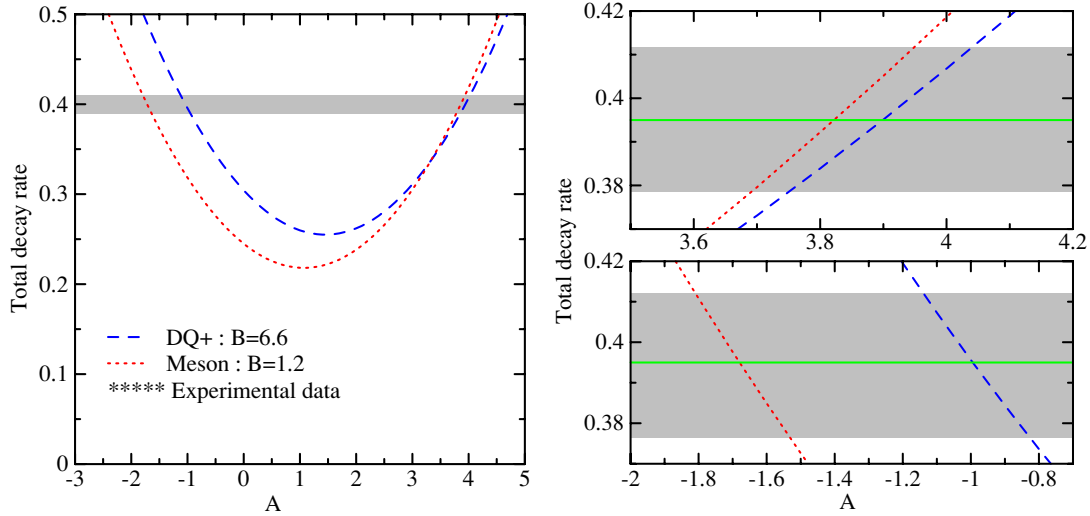 0.5
0.4
0.3
0.2
0.1
0
Total decay rate
-3 -2 -1 0 1 2 3 4 5
A
DQ+ : B=6.6
Meson : B=1.2
***** Experimental data
0.42
0.4
0.38
3.6 3.8 4 4.2
Total decay rate
0.42
0.4
0.38
-2 -1.8 -1.6 -1.4 -1.2 -1 -0.8
A